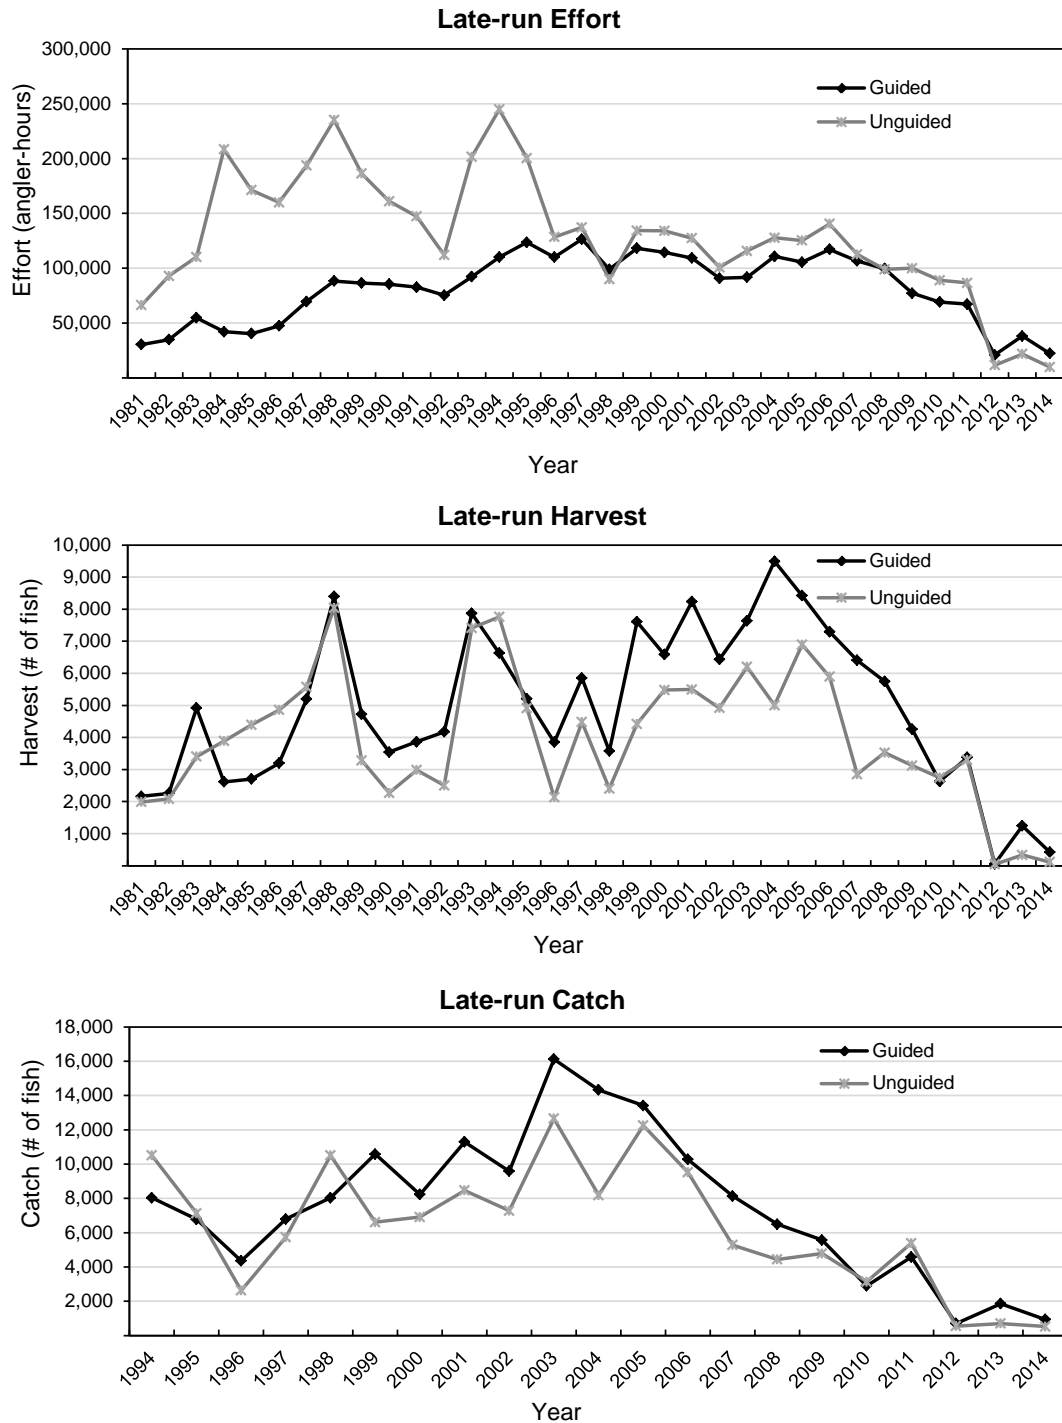 Late-run Effort
300,000
250,000
200,000
150,000
100,000
50,000
Effort (angler-hours)
Guided
Unguided
1981 1982 1983 1984 1985 1986 1987 1988 1989 1990 1991 1992 1993 1994 1995 1996 1997 1998 1999 2000 2001 2002 2003 2004 2005 2006 2007 2008 2009 2010 2011 2012 2013 2014
Year
Late-run Harvest
10,000
9,000
8,000
7,000
6,000
5,000
4,000
3,000
2,000
1,000
Harvest (# of fish)
Guided
Unguided
1981 1982 1983 1984 1985 1986 1987 1988 1989 1990 1991 1992 1993 1994 1995 1996 1997 1998 1999 2000 2001 2002 2003 2004 2005 2006 2007 2008 2009 2010 2011 2012 2013 2014
Year
Late-run Catch
18,000
16,000
14,000
12,000
10,000
8,000
6,000
4,000
2,000
Catch (# of fish)
Guided
Unguided
1994 1995 1996 1997 1998 1999 2000 2001 2002 2003 2004 2005 2006 2007 2008 2009 2010 2011 2012 2013 2014
Year